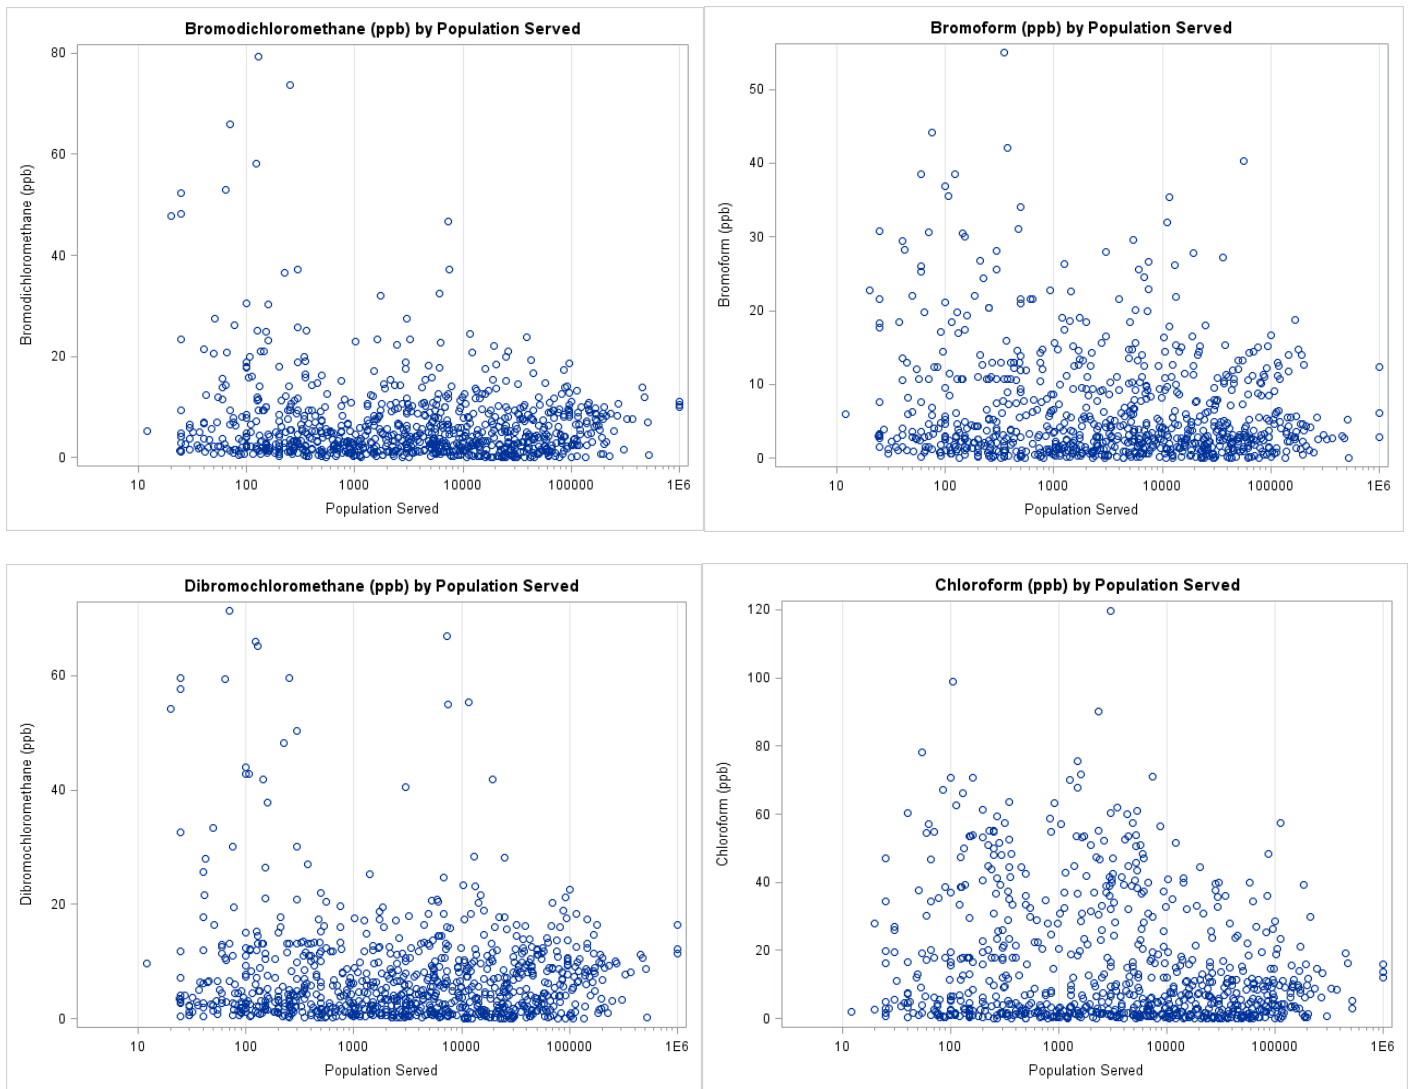 Bromodichloromethane (ppb) by Population Served
80
60
40
20
0
Bromodichloromethane (ppb)
10 100 1000 10000 100000 1E6
Population Served
Bromoform (ppb) by Population Served
50
40
30
20
10
0
Bromoform (ppb)
10 100 1000 10000 100000 1E6
Population Served
Dibromochloromethane (ppb) by Population Served
60
40
20
0
Dibromochloromethane (ppb)
10 100 1000 10000 100000 1E6
Population Served
Chloroform (ppb) by Population Served
120
100
80
60
40
20
0
Chloroform (ppb)
10 100 1000 10000 100000 1E6
Population Served